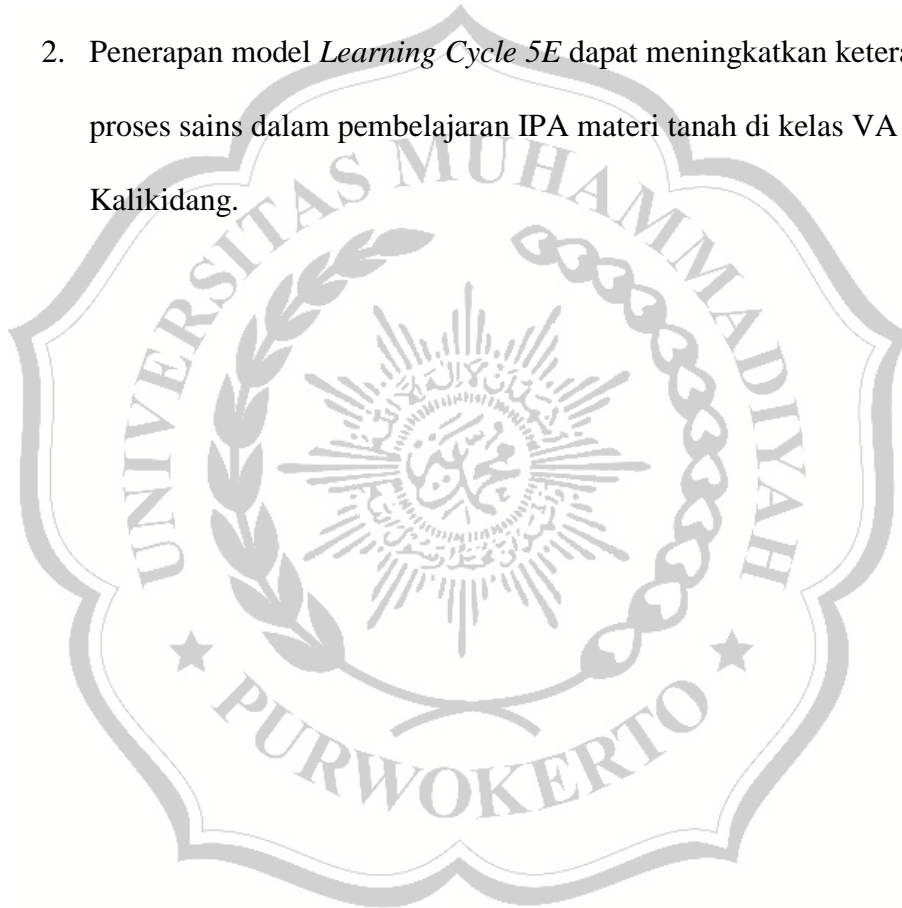 2. Penerapan model Learning Cycle 5E dapat meningkatkan ketera
proses sains dalam pembelajaran IPA materi tanah di kelas VA
Kalikidang.
UNIVERSITAS MUHAMMADIYAH
PURWOKERTO